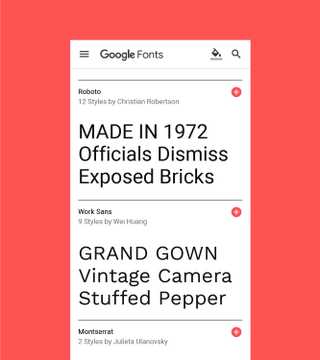 Google Fonts
Roboto
12 Styles by Christian Robertson
MADE IN 1972
Officials Dismiss
Exposed Bricks
Work Sans
9 Styles by Wei Huang
GRAND GOWN
Vintage Camera
Stuffed Pepper
Montserrat
2 Styles by Julieta Ulanovsky